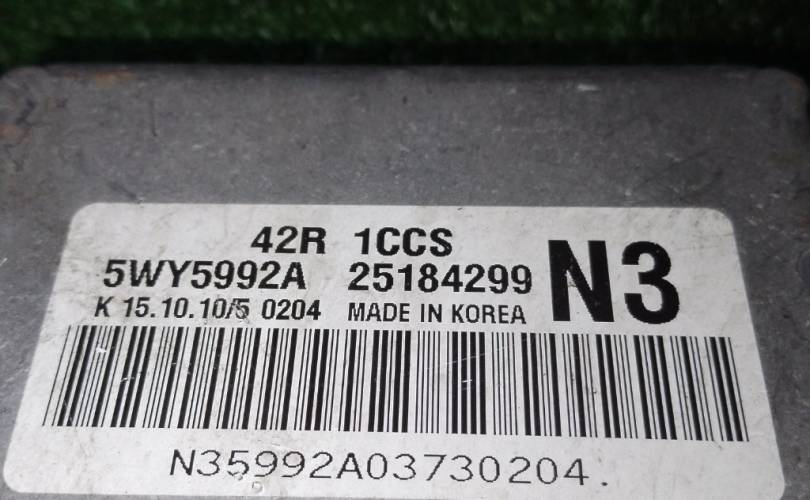 42R 1CCS
5WY5992A 25184299 N3
K 15.10.10/5 0204 MADE IN KOREA
N35992A03730204.